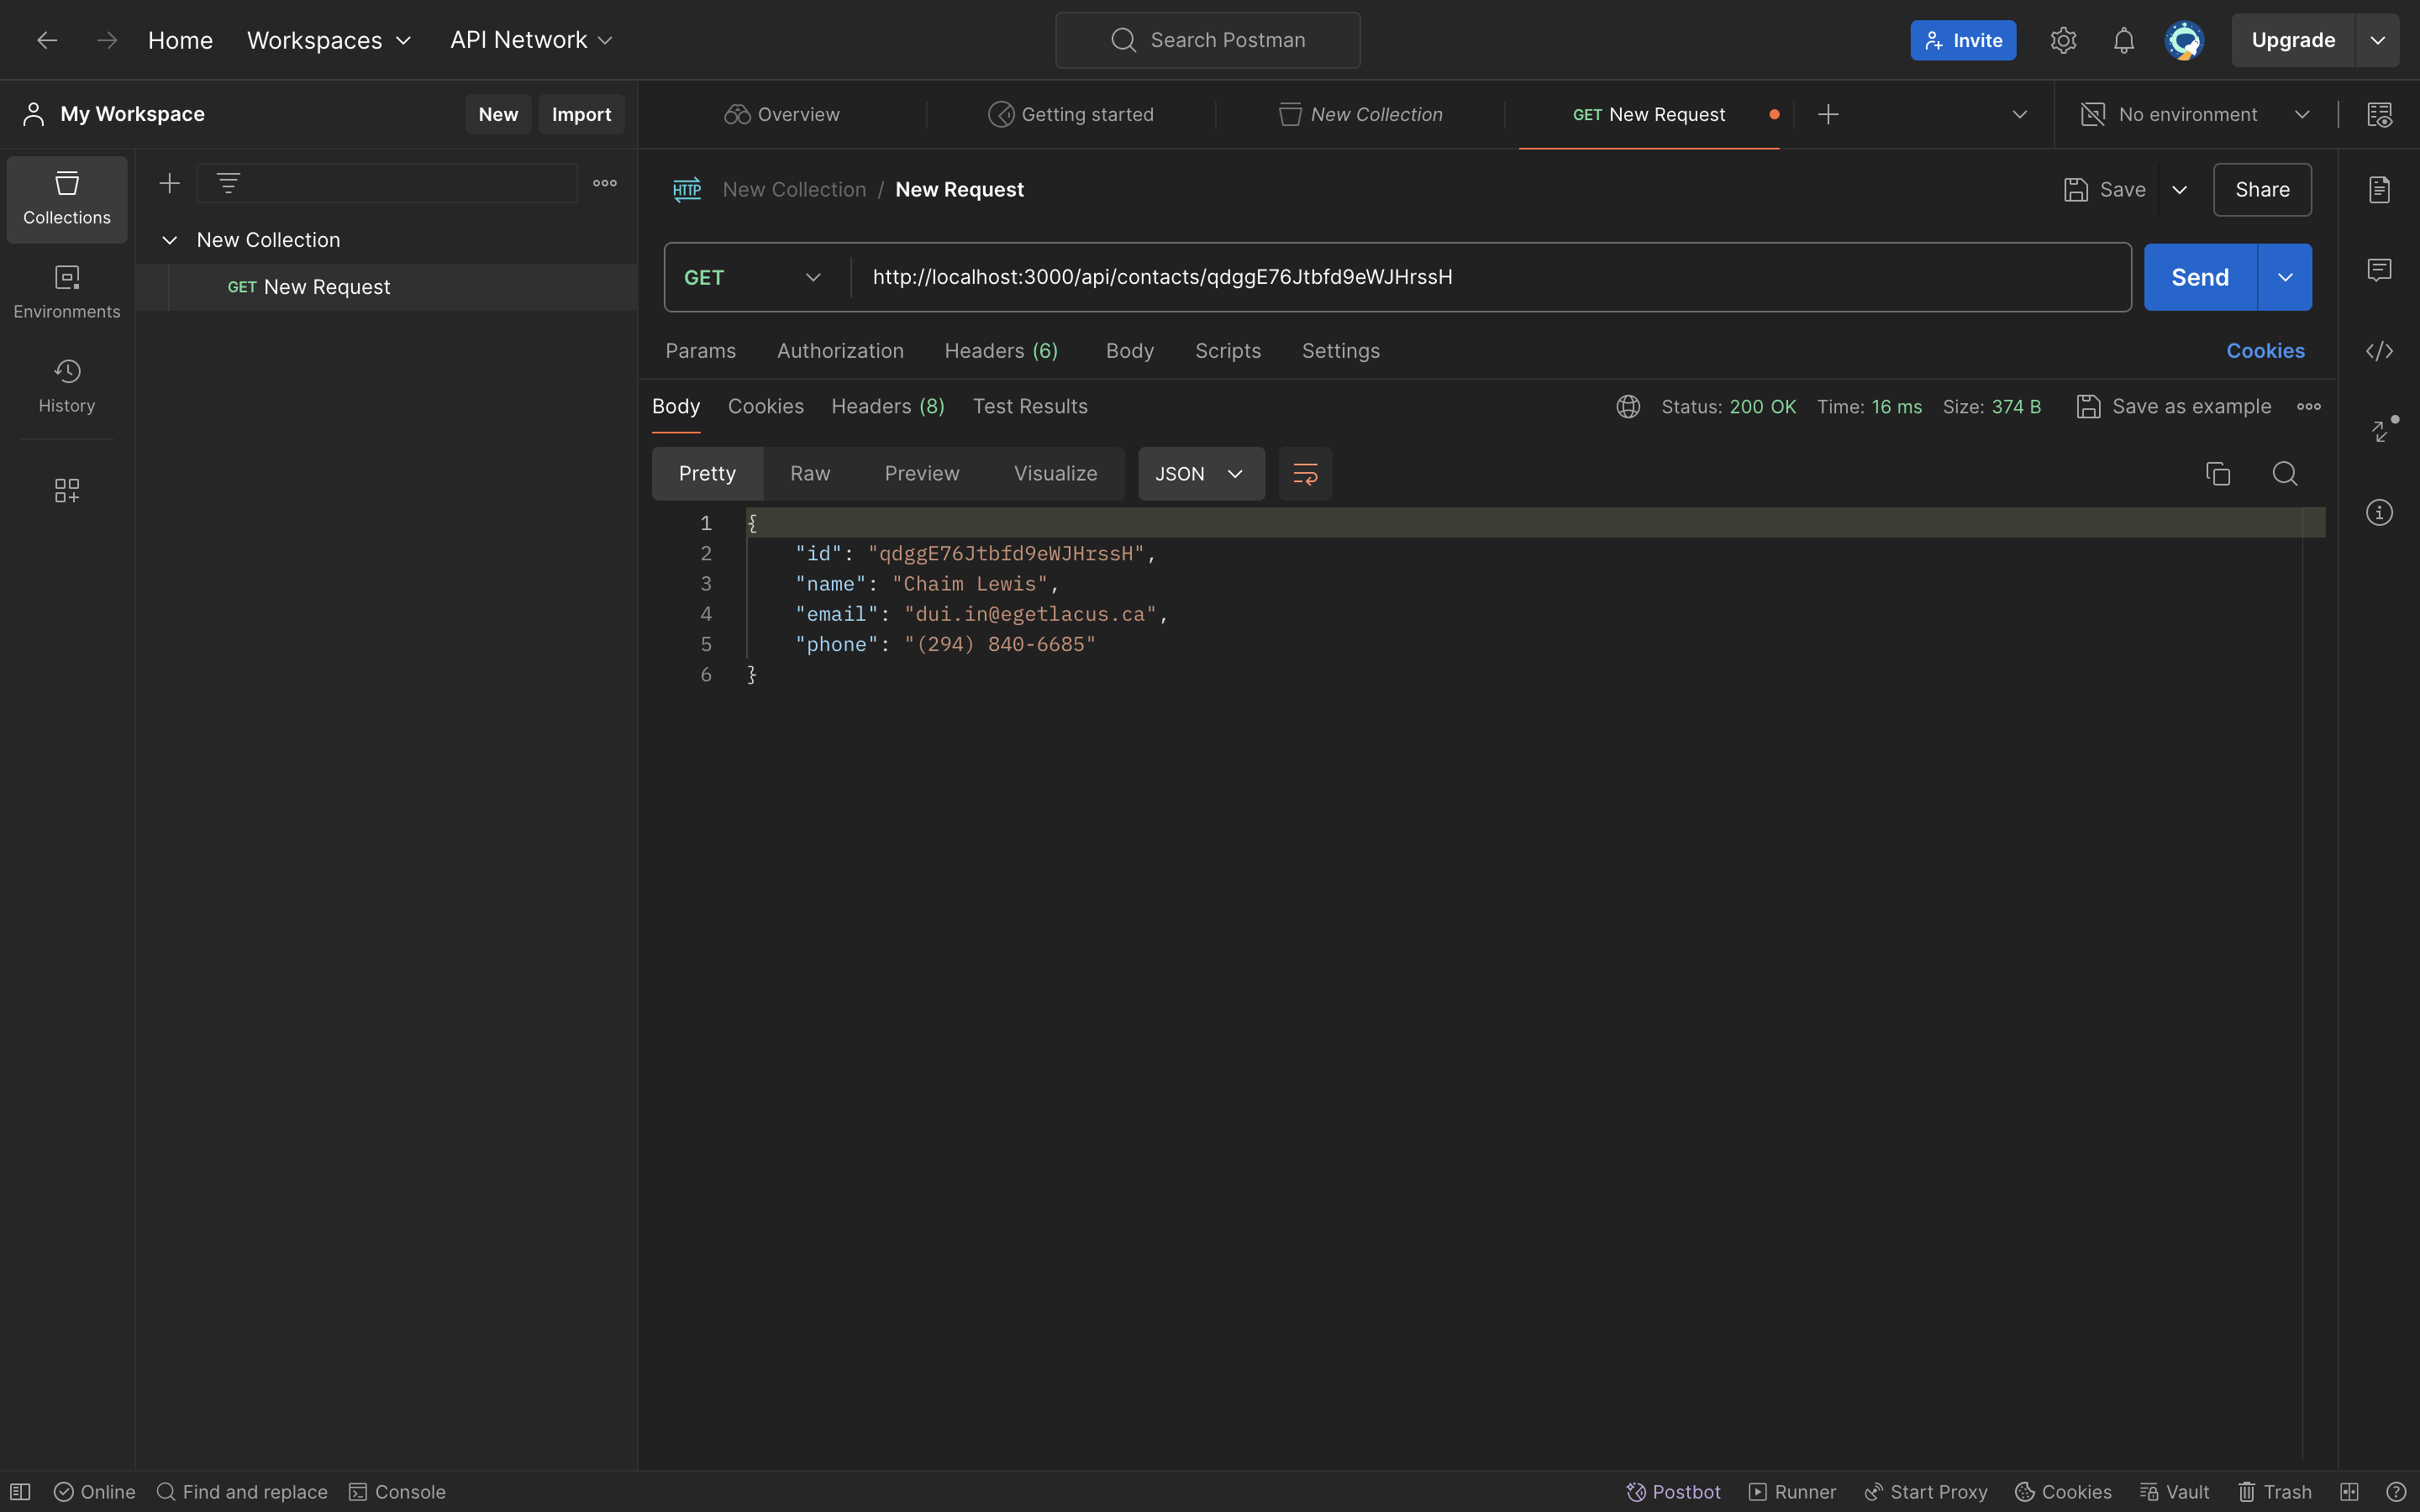 Home Workspaces API Network Search Postman Invite Upgrade
My Workspace New Import Overview Getting started New Collection GET New Request No environment
Collections
Environments
History
New Collection
GET New Request
HTTP New Collection / New Request Save Share
GET http://localhost:3000/api/contacts/qdggE76Jtbfd9eWJHrssH Send
Params Authorization Headers (6) Body Scripts Settings Cookies
Body Cookies Headers (8) Test Results Status: 200 OK Time: 16 ms Size: 374 B Save as example
Pretty Raw Preview Visualize JSON
1 {
2 "id": "qdggE76Jtbfd9eWJHrssH",
3 "name": "Chaim Lewis",
4 "email": "dui.in@egetlacus.ca",
5 "phone": "(294) 840-6685"
6 }
Online Find and replace Console Postbot Runner Start Proxy Cookies Vault Trash